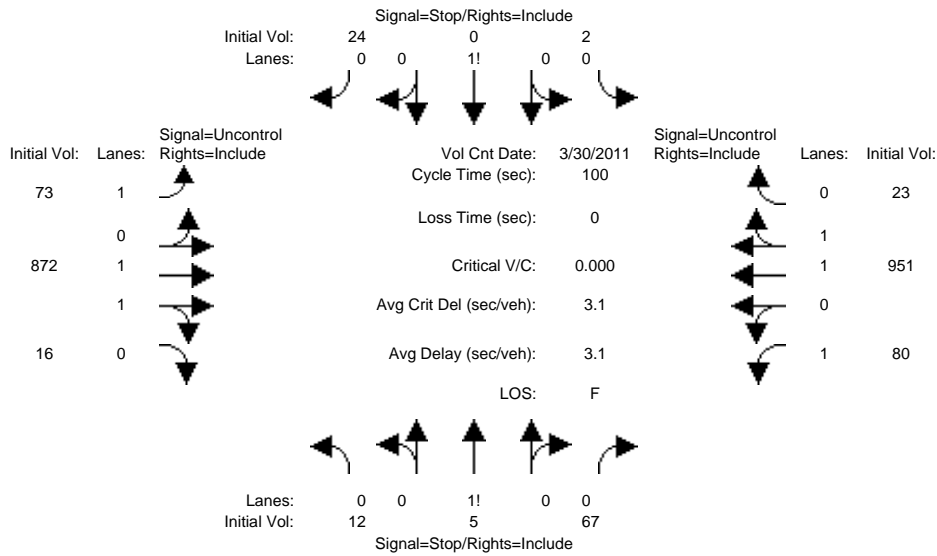 Signal=Stop/Rights=Include
Initial Vol: 24 0 2
Lanes: 0 0 1! 0 0
Signal=Uncontrol Signal=Uncontrol
Initial Vol: Lanes: Rights=Include Vol Cnt Date: 3/30/2011 Rights=Include Lanes: Initial Vol:
Cycle Time (sec): 100
73 1 0 23
Loss Time (sec): 0
0 1
872 1 Critical V/C: 0.000 1 951
1 Avg Crit Del (sec/veh): 3.1 0
16 0 Avg Delay (sec/veh): 3.1 1 80
LOS: F
Lanes: 0 0 1! 0 0
Initial Vol: 12 5 67
Signal=Stop/Rights=Include